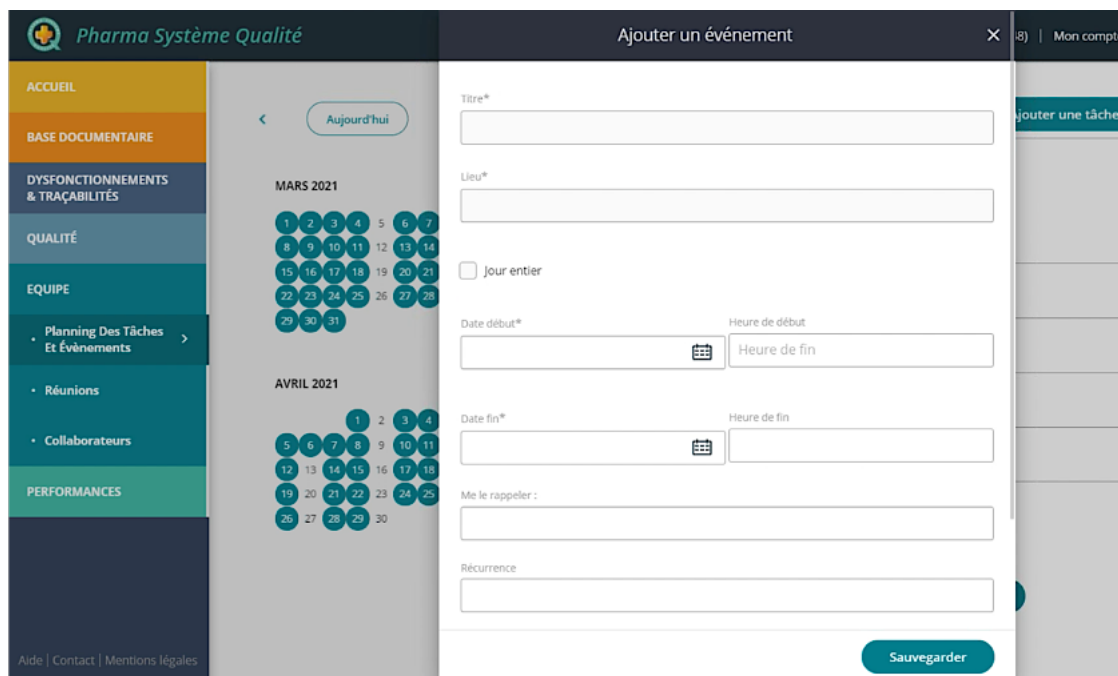 Pharma Système Qualité
Ajouter un événement
8) | Mon compt
ACCUEIL
BASE DOCUMENTAIRE
DYSFONCTIONNEMENTS
& TRAÇABILITÉS
QUALITÉ
EQUIPE
• Planning Des Tâches
Et Évènements
• Réunions
• Collaborateurs
PERFORMANCES
Aide | Contact | Mentions légales
Aujourd'hui
MARS 2021
1 2 3 4 5 6 7
8 9 10 11 12 13 14
15 16 17 18 19 20 21
22 23 24 25 26 27 28
29 30 31
AVRIL 2021
1 2 3 4
5 6 7 8 9 10 11
12 13 14 15 16 17 18
19 20 21 22 23 24 25
26 27 28 29 30
Titre*
Lieu*
Jour entier
Date début*
Heure de début
Heure de fin
Date fin*
Heure de fin
Me le rappeler :
Récurrence
Sauvegarder
jouter une tâche